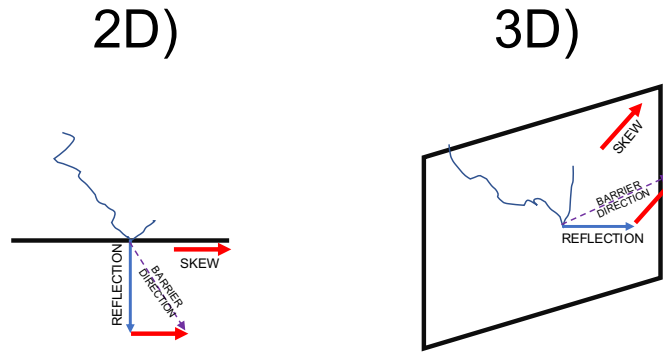 2D)
3D)
REFLECTION
BARRIER
DIRECTION
SKEW
SKEW
BARRIER
DIRECTION
REFLECTION